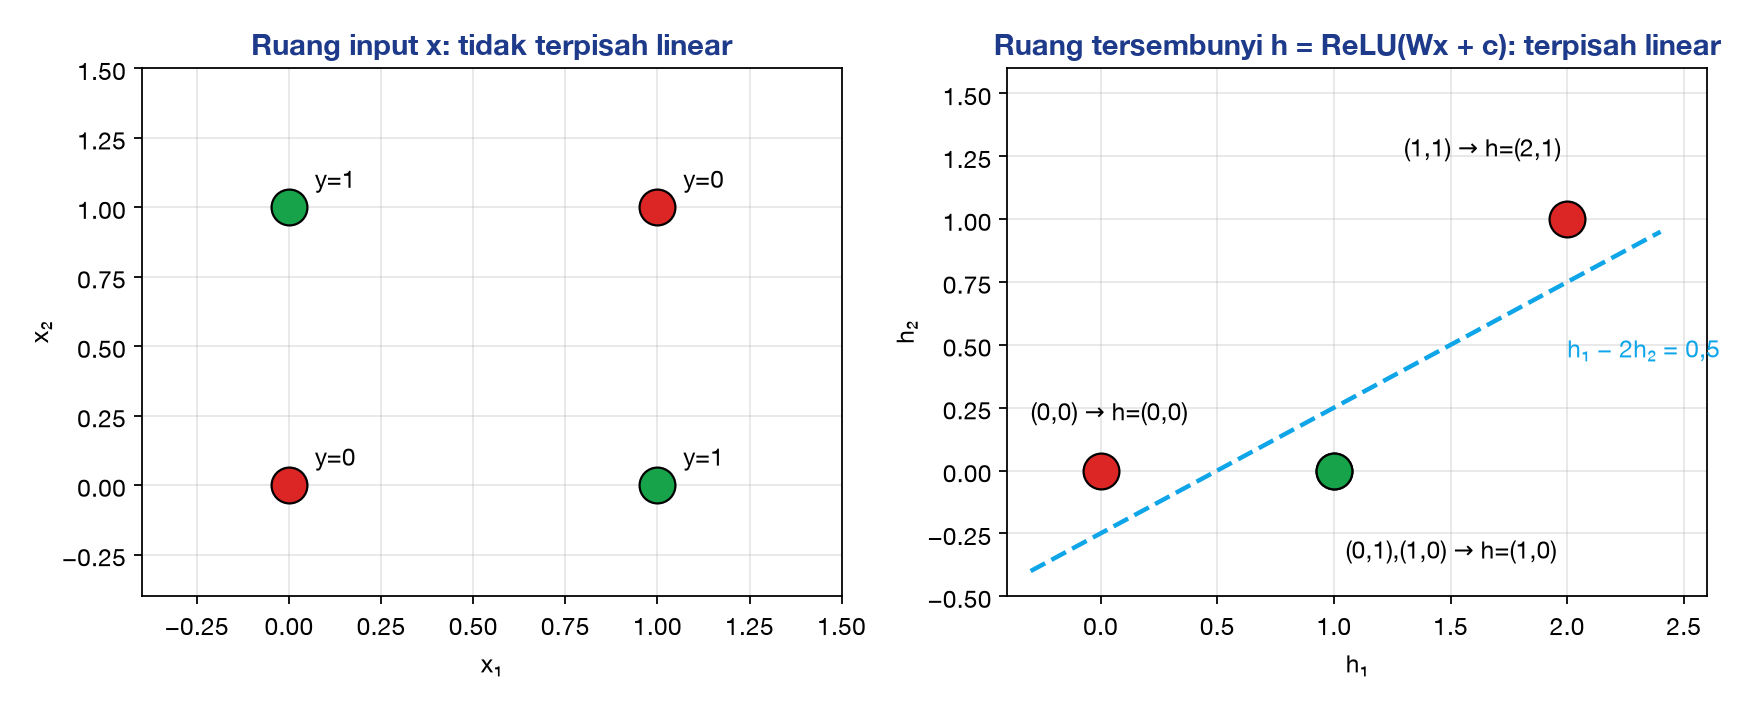 Ruang input x: tidak terpisah linear
1.50
1.25
1.00
0.75
0.50
0.25
0.00
−0.25
x₂
y=1
y=0
y=0
y=1
−0.25 0.00 0.25 0.50 0.75 1.00 1.25 1.50
x₁
Ruang tersembunyi h = ReLU(Wx + c): terpisah linear
1.50
1.25
1.00
0.75
0.50
0.25
0.00
−0.25
−0.50
h₂
(1,1) → h=(2,1)
h₁ − 2h₂ = 0,5
(0,0) → h=(0,0)
(0,1),(1,0) → h=(1,0)
0.0 0.5 1.0 1.5 2.0 2.5
h₁